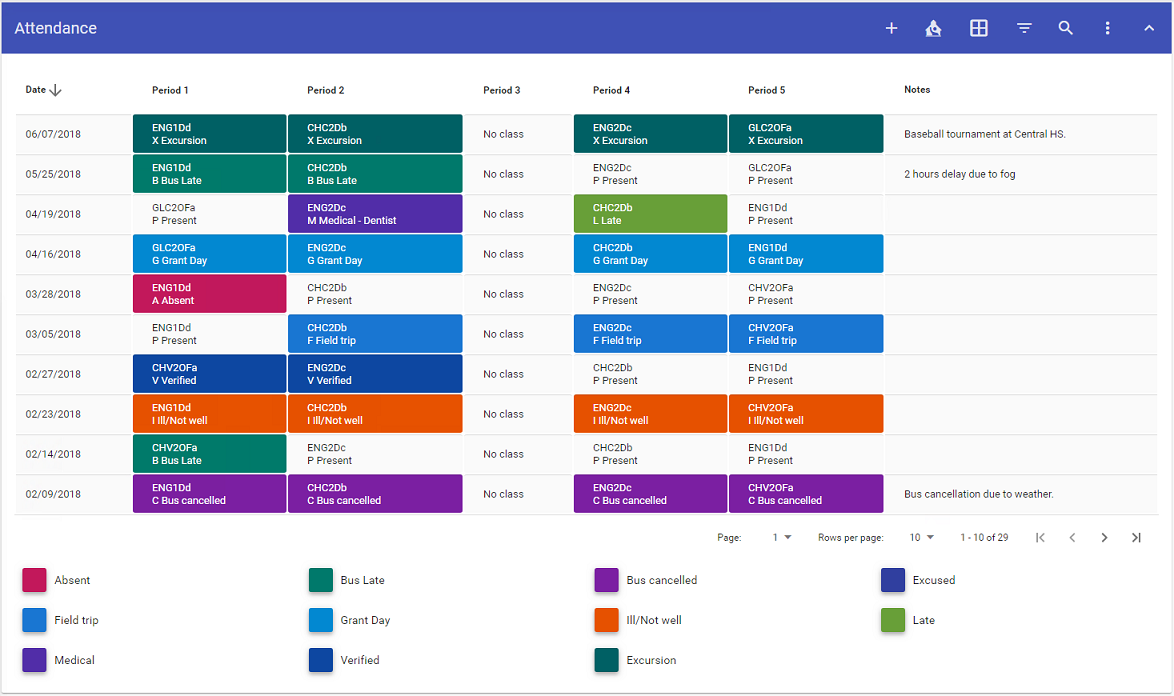 Attendance
Date Period 1 Period 2 Period 3 Period 4 Period 5 Notes
ENG1Dd CHC2Db ENG2Dc GLC2OFa
06/07/2018 X Excursion X Excursion No class X Excursion X Excursion Baseball tournament at Central HS.
ENG1Dd CHC2Db ENG2Dc GLC2OFa
05/25/2018 B Bus Late B Bus Late No class P Present P Present 2 hours delay due to fog
GLC2OFa ENG2Dc CHC2Db ENG1Dd
04/19/2018 P Present M Medical - Dentist No class L Late P Present
GLC2OFa ENG2Dc CHC2Db ENG1Dd
04/16/2018 G Grant Day G Grant Day No class G Grant Day G Grant Day
ENG1Dd CHC2Db ENG2Dc CHV2OFa
03/28/2018 A Absent P Present No class P Present P Present
ENG1Dd CHC2Db ENG2Dc CHV2OFa
03/05/2018 P Present F Field trip No class F Field trip F Field trip
CHV2OFa ENG2Dc CHC2Db ENG1Dd
02/27/2018 V Verified V Verified No class P Present P Present
ENG1Dd CHC2Db ENG2Dc CHV2OFa
02/23/2018 I Ill/Not well I Ill/Not well No class I Ill/Not well I Ill/Not well
CHV2OFa ENG2Dc CHC2Db ENG1Dd
02/14/2018 B Bus Late P Present No class P Present P Present
ENG1Dd CHC2Db ENG2Dc CHV2OFa
02/09/2018 C Bus cancelled C Bus cancelled No class C Bus cancelled C Bus cancelled Bus cancellation due to weather.
Page: 1 Rows per page: 10 1 - 10 of 29
Absent Bus Late Bus cancelled Excused
Field trip Grant Day Ill/Not well Late
Medical Verified Excursion